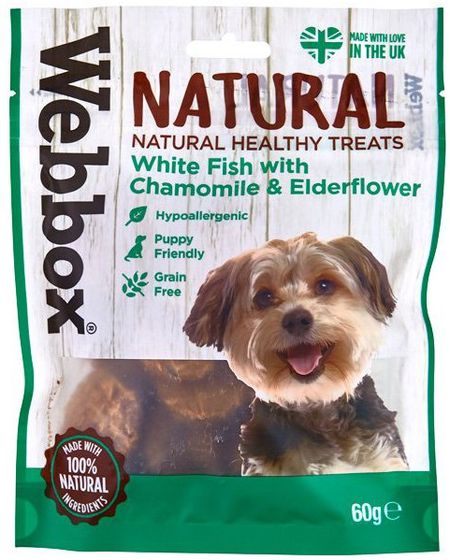 MADE WITH LOVE
IN THE UK
Webbox®
NATURAL
NATURAL HEALTHY TREATS
White Fish with
Chamomile & Elderflower
Hypoallergenic
Puppy
Friendly
Grain
Free
MADE WITH
100%
NATURAL
INGREDIENTS
60g℮